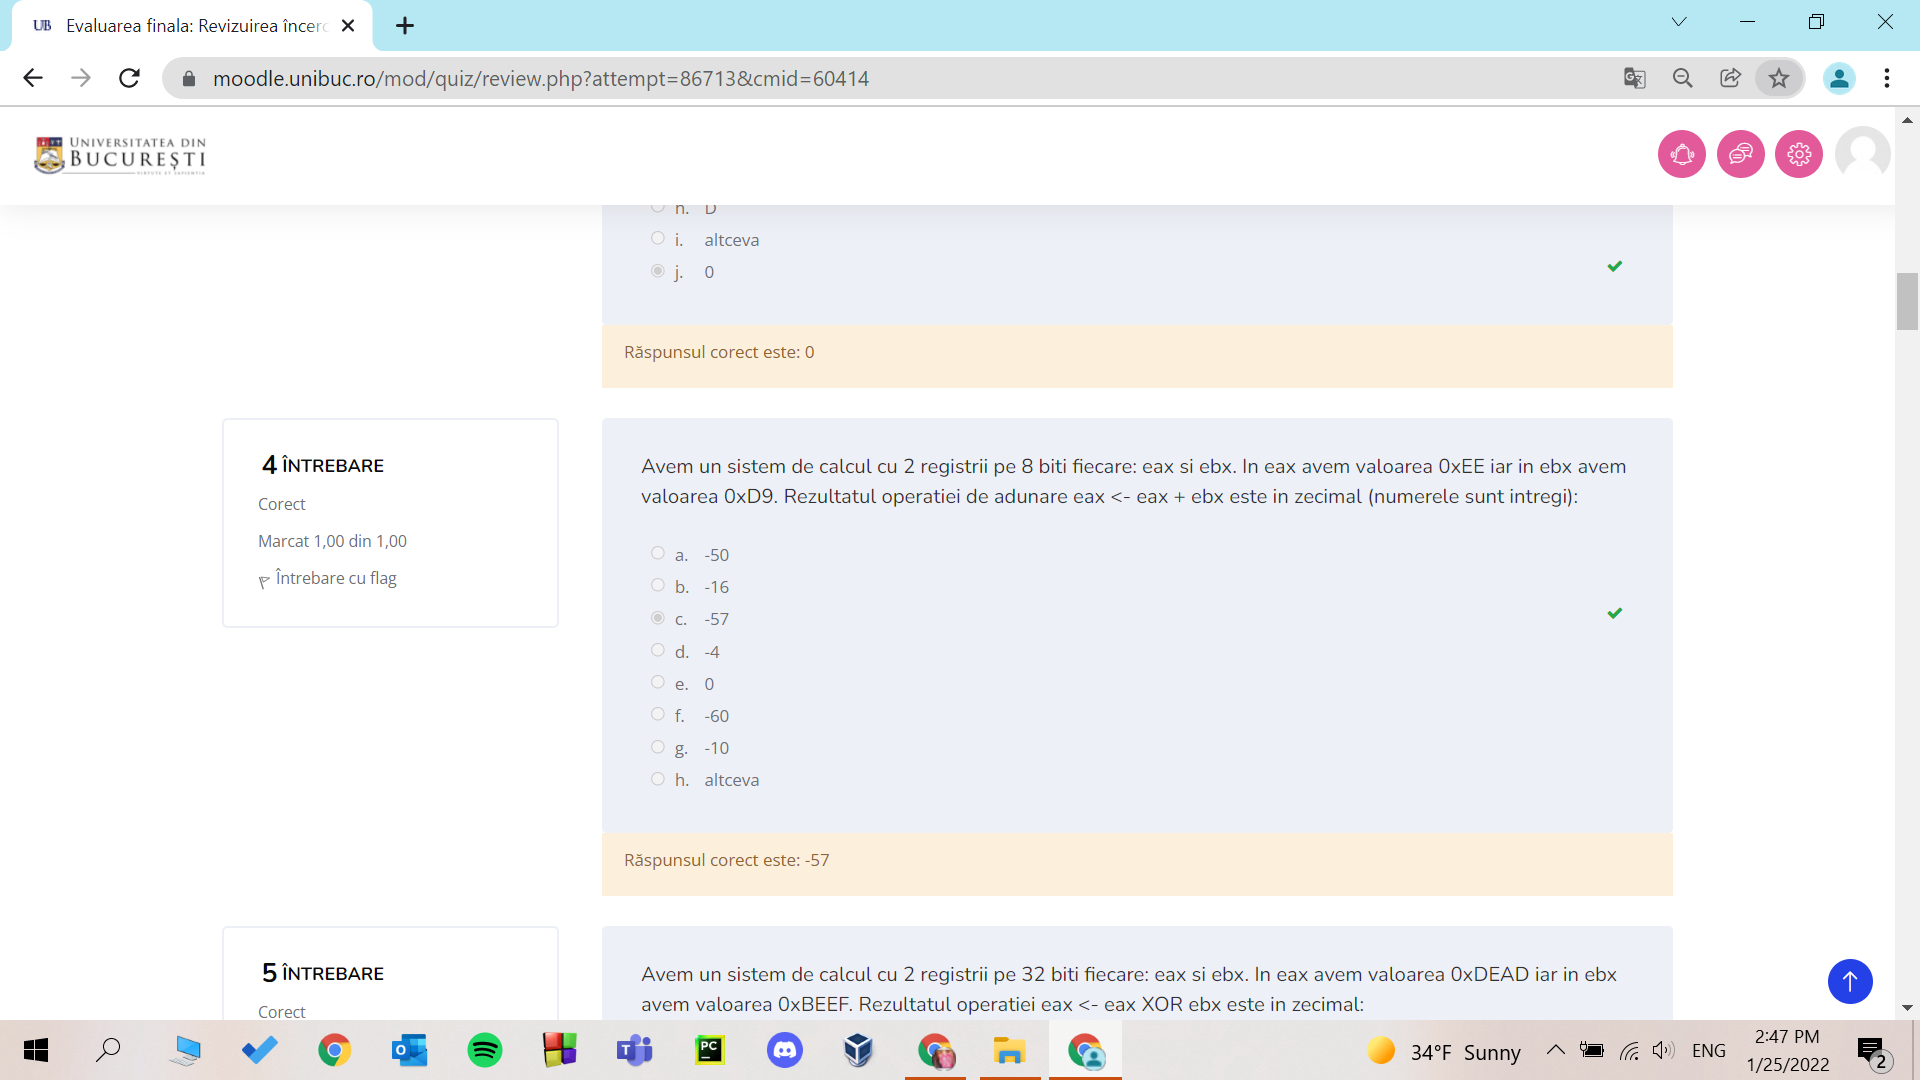 UB Evaluarea finala: Revizuirea încerc
moodle.unibuc.ro/mod/quiz/review.php?attempt=86713&cmid=60414
UNIVERSITATEA DIN
BUCUREȘTI
VIRTUTE ET SAPIENTIA
h. D
i. altceva
j. 0
Răspunsul corect este: 0
4 ÎNTREBARE
Corect
Marcat 1,00 din 1,00
Întrebare cu flag
Avem un sistem de calcul cu 2 registrii pe 8 biti fiecare: eax si ebx. In eax avem valoarea 0xEE iar in ebx avem
valoarea 0xD9. Rezultatul operatiei de adunare eax <- eax + ebx este in zecimal (numerele sunt intregi):
a. -50
b. -16
c. -57
d. -4
e. 0
f. -60
g. -10
h. altceva
Răspunsul corect este: -57
5 ÎNTREBARE
Corect
Avem un sistem de calcul cu 2 registrii pe 32 biti fiecare: eax si ebx. In eax avem valoarea 0xDEAD iar in ebx
avem valoarea 0xBEEF. Rezultatul operatiei eax <- eax XOR ebx este in zecimal:
34°F Sunny
ENG
2:47 PM
1/25/2022
2